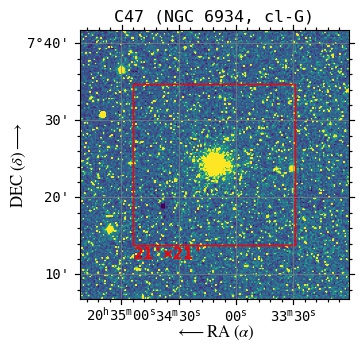 C47 (NGC 6934, cl-G)
7°40'
30'
20'
10'
DEC (δ) ⟶
21'×21'
20h35m00s 34m30s 00s 33m30s
⟵ RA (α)